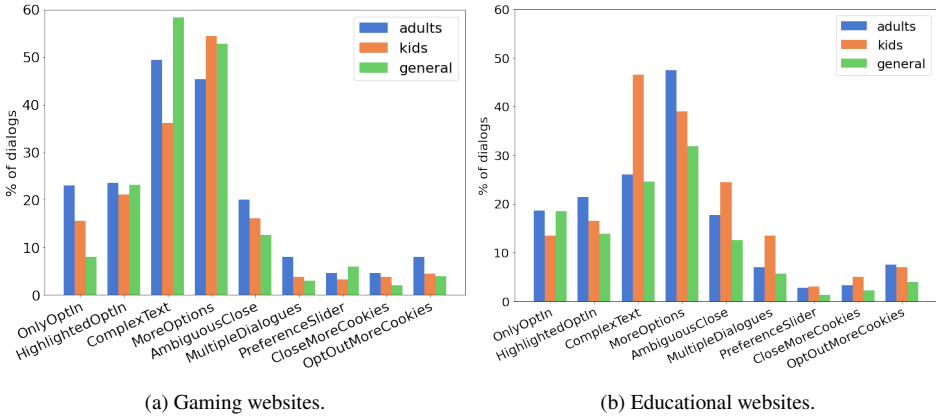 60
50
40
30
20
10
0
% of dialogs
adults
kids
general
OnlyOptIn
HighlightedOptIn
ComplexText
MoreOptions
AmbiguousClose
MultipleDialogues
PreferenceSlider
CloseMoreCookies
OptOutMoreCookies
(a) Gaming websites.
60
50
40
30
20
10
0
% of dialogs
adults
kids
general
OnlyOptIn
HighlightedOptIn
ComplexText
MoreOptions
AmbiguousClose
MultipleDialogues
PreferenceSlider
CloseMoreCookies
OptOutMoreCookies
(b) Educational websites.